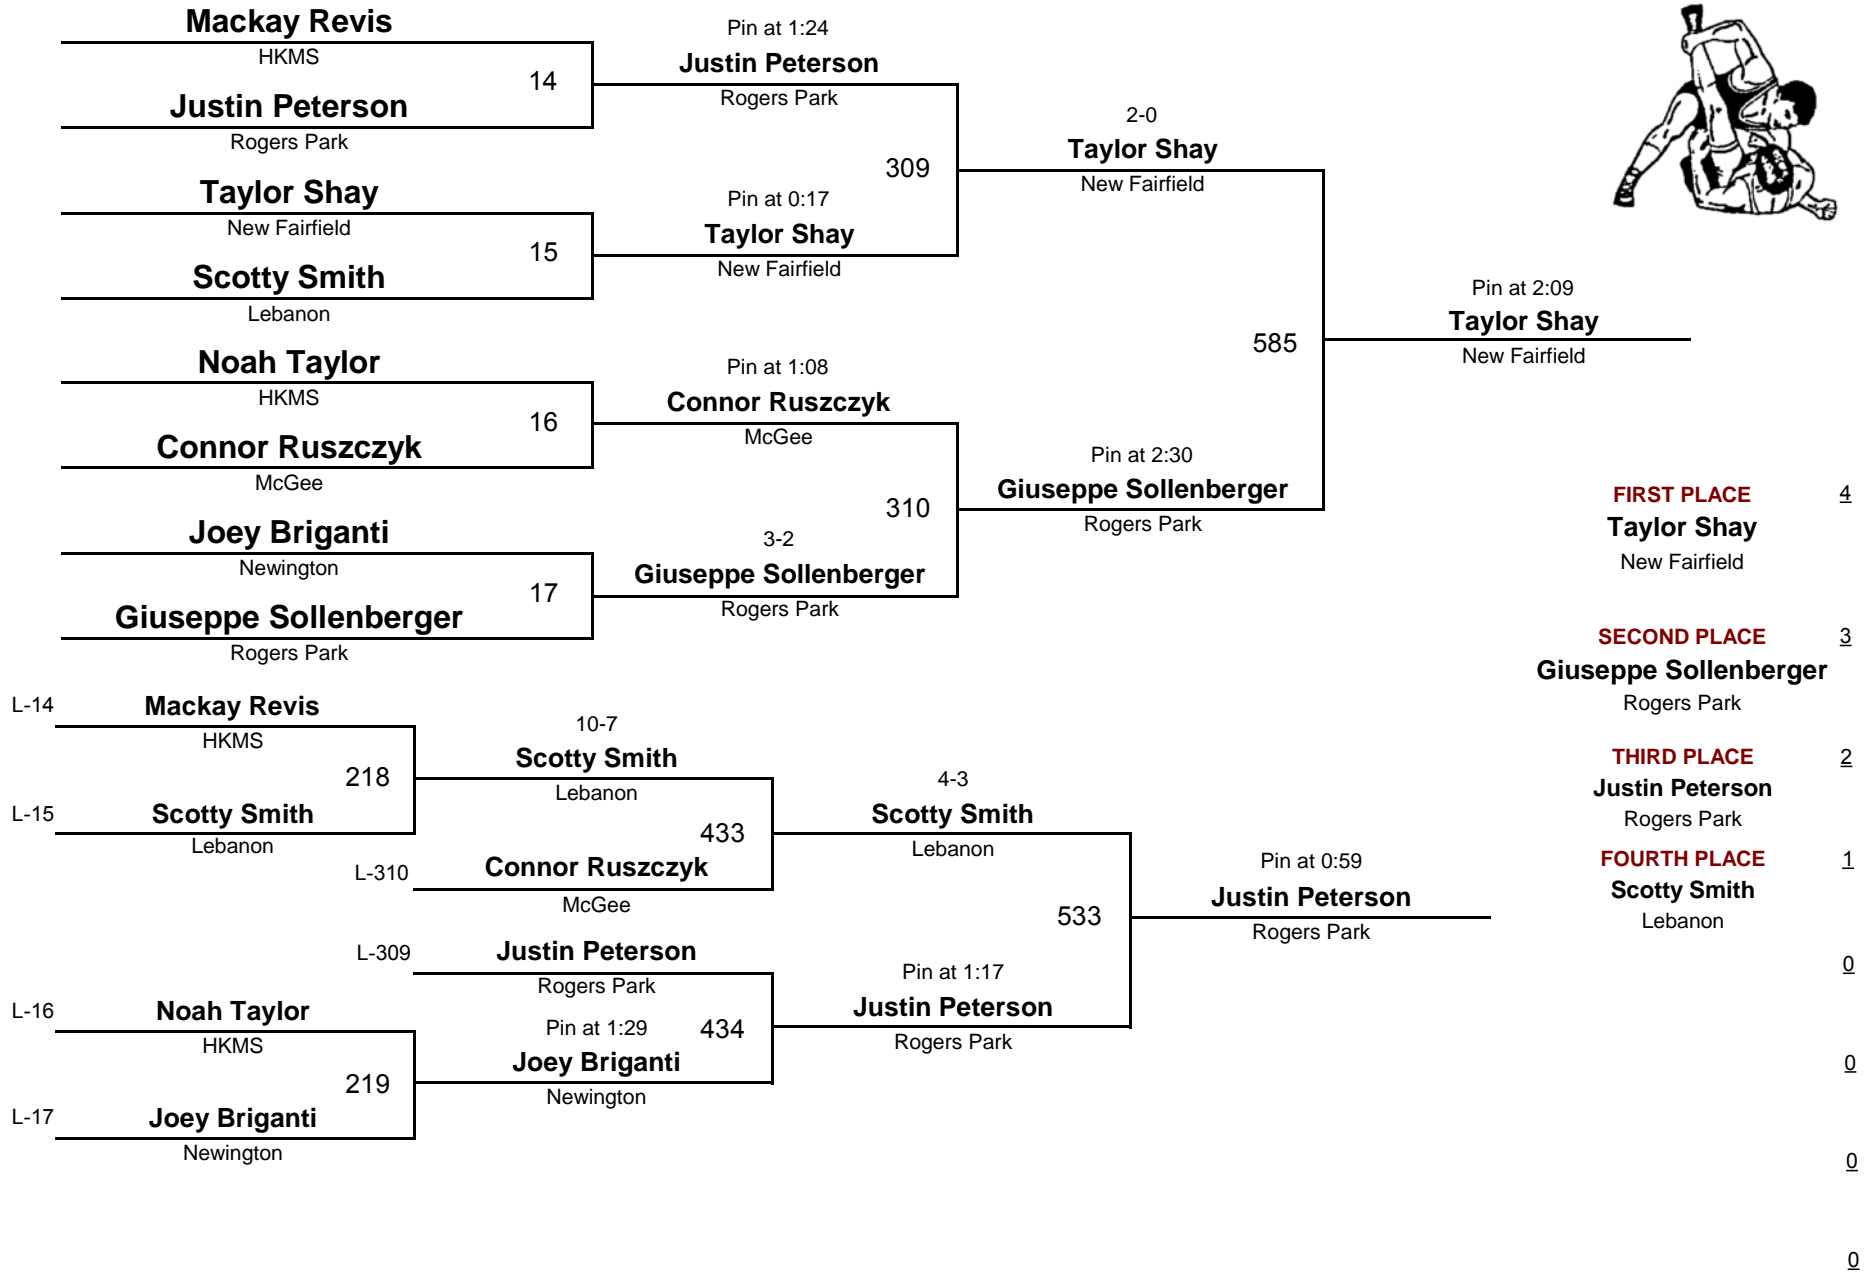 Mackay Revis
HKMS
14
Justin Peterson
Rogers Park
Pin at 1:24
Justin Peterson
Rogers Park
Taylor Shay
New Fairfield
15
Scotty Smith
Lebanon
Pin at 0:17
Taylor Shay
New Fairfield
309
2-0
Taylor Shay
New Fairfield
Noah Taylor
HKMS
16
Connor Ruszczyk
McGee
Pin at 1:08
Connor Ruszczyk
McGee
Joey Briganti
Newington
17
Giuseppe Sollenberger
Rogers Park
3-2
Giuseppe Sollenberger
Rogers Park
310
Pin at 2:30
Giuseppe Sollenberger
Rogers Park
585
Pin at 2:09
Taylor Shay
New Fairfield
FIRST PLACE 4
Taylor Shay
New Fairfield
SECOND PLACE 3
Giuseppe Sollenberger
Rogers Park
THIRD PLACE 2
Justin Peterson
Rogers Park
FOURTH PLACE 1
Scotty Smith
Lebanon
0
0
0
0
L-14
Mackay Revis
HKMS
218
L-15
Scotty Smith
Lebanon
10-7
Scotty Smith
Lebanon
433
L-310
Connor Ruszczyk
McGee
4-3
Scotty Smith
Lebanon
L-309
Justin Peterson
Rogers Park
L-16
Noah Taylor
HKMS
219
L-17
Joey Briganti
Newington
Pin at 1:29
Joey Briganti
Newington
434
Pin at 1:17
Justin Peterson
Rogers Park
533
Pin at 0:59
Justin Peterson
Rogers Park